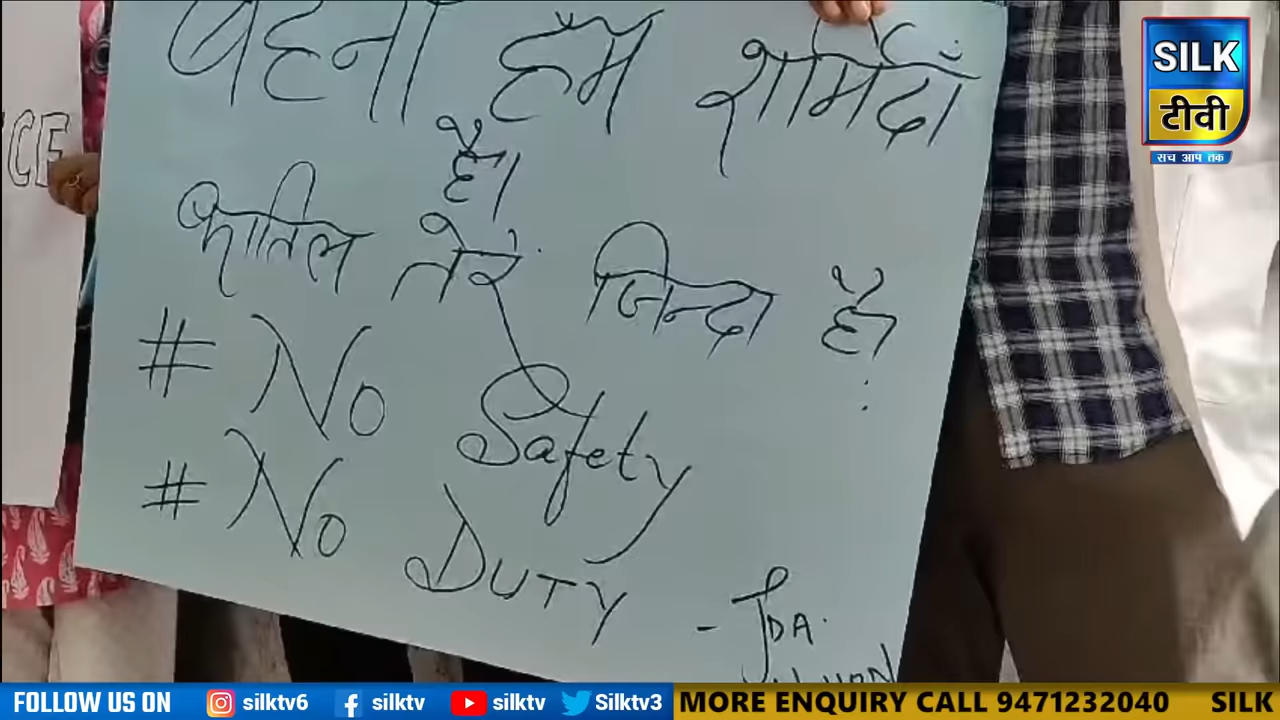 बहना हम शर्मिंदा
है।
कातिल तेरे जिन्दा है।
# No Safety
# No DUTY
- JDA.
ICE
SILK
टीवी
सच आप तक
FOLLOW US ON silktv6 silktv silktv Silktv3 MORE ENQUIRY CALL 9471232040 SILK